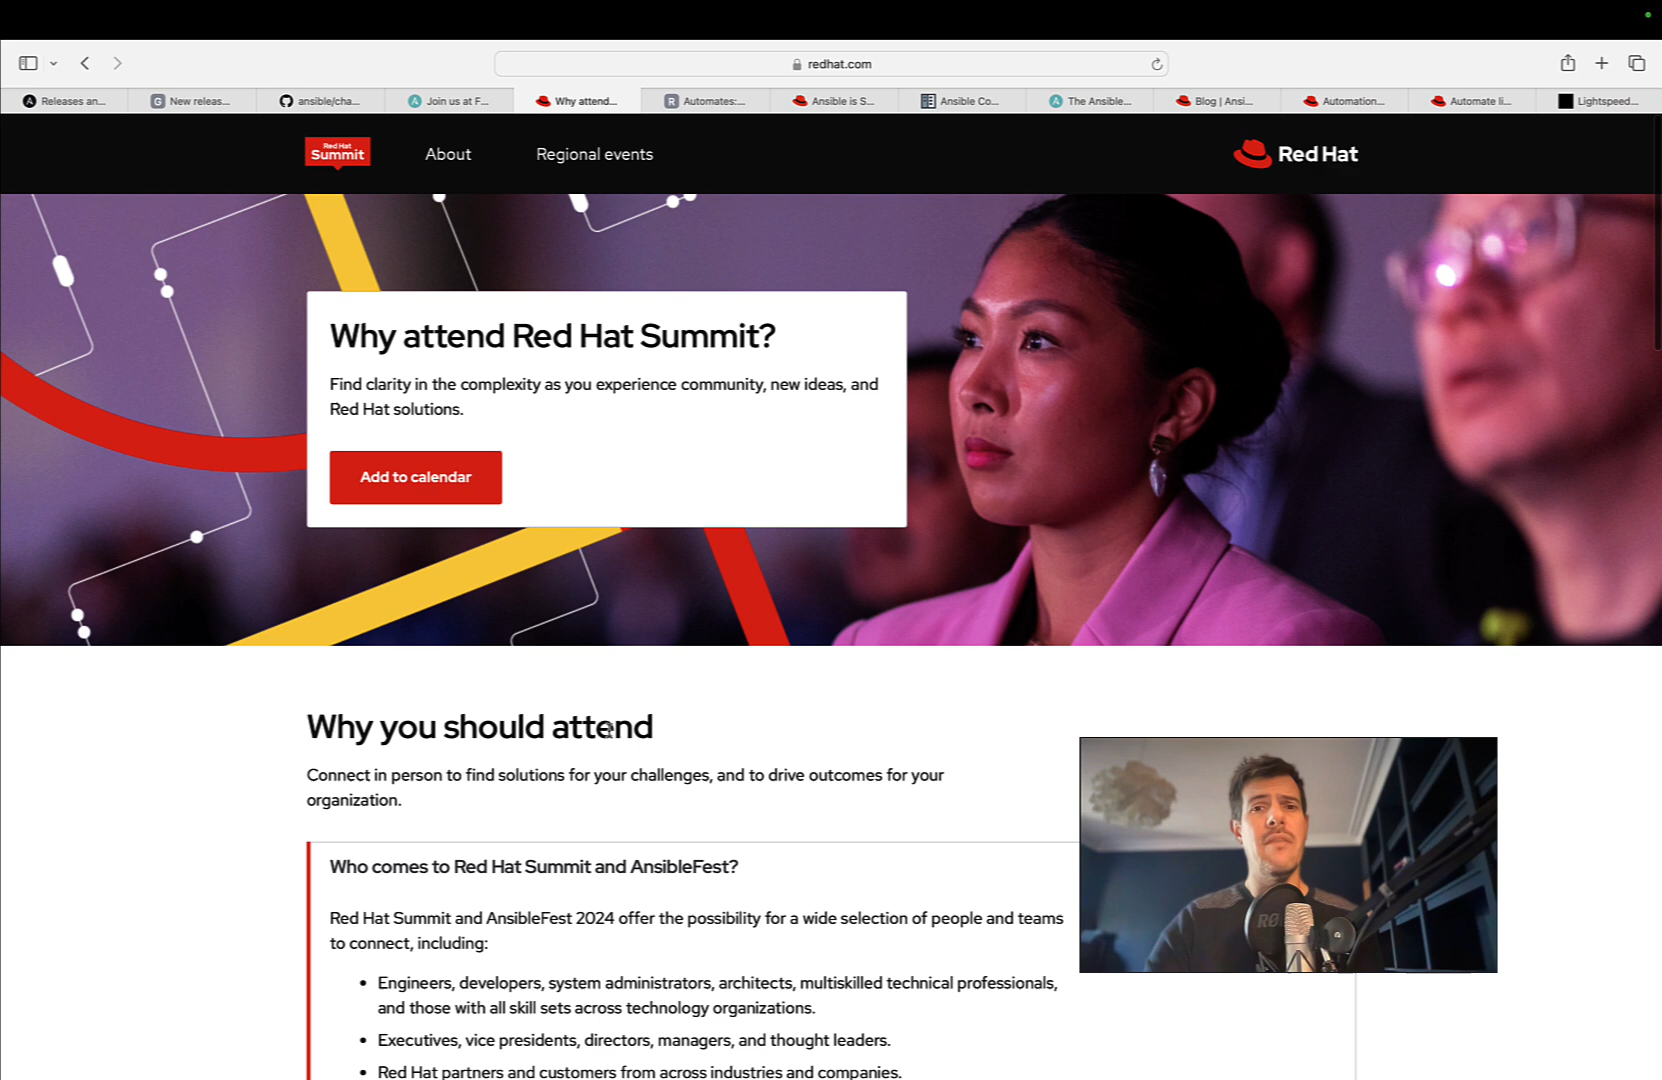 redhat.com
Releases an...
New releas...
ansible/cha...
Join us at F...
Why attend...
Automates:...
Ansible is S...
Ansible Co...
The Ansible...
Blog | Ansi...
Automation...
Automate li...
Lightspeed...
Red Hat
Summit
About
Regional events
Red Hat
Why attend Red Hat Summit?
Find clarity in the complexity as you experience community, new ideas, and
Red Hat solutions.
Add to calendar
Why you should attend
Connect in person to find solutions for your challenges, and to drive outcomes for your
organization.
Who comes to Red Hat Summit and AnsibleFest?
Red Hat Summit and AnsibleFest 2024 offer the possibility for a wide selection of people and teams
to connect, including:
• Engineers, developers, system administrators, architects, multiskilled technical professionals,
and those with all skill sets across technology organizations.
• Executives, vice presidents, directors, managers, and thought leaders.
• Red Hat partners and customers from across industries and companies.